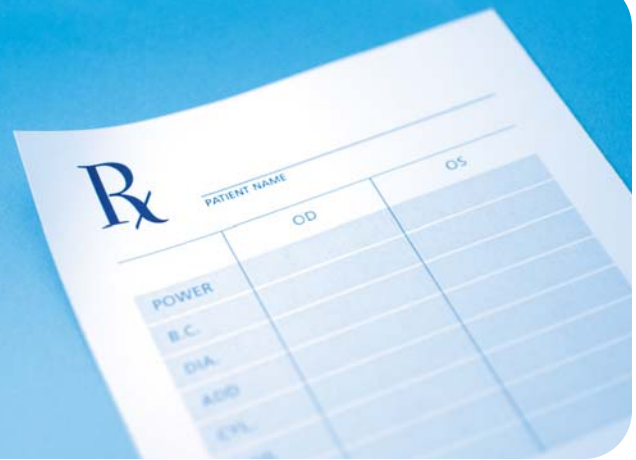 Rx
PATIENT NAME
OD OS
POWER
B.C.
DIA.
ADD
CYL.